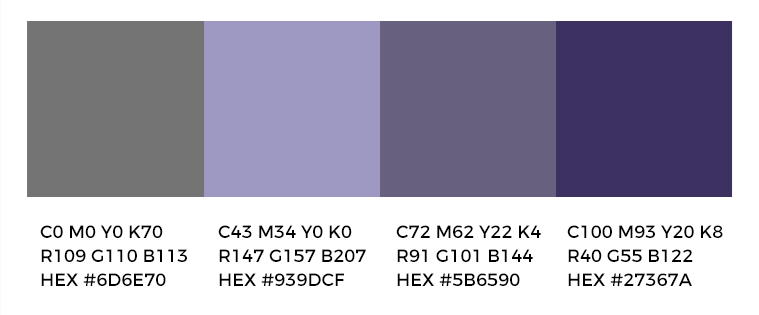 C0 M0 Y0 K70
R109 G110 B113
HEX #6D6E70
C43 M34 Y0 K0
R147 G157 B207
HEX #939DCF
C72 M62 Y22 K4
R91 G101 B144
HEX #5B6590
C100 M93 Y20 K8
R40 G55 B122
HEX #27367A